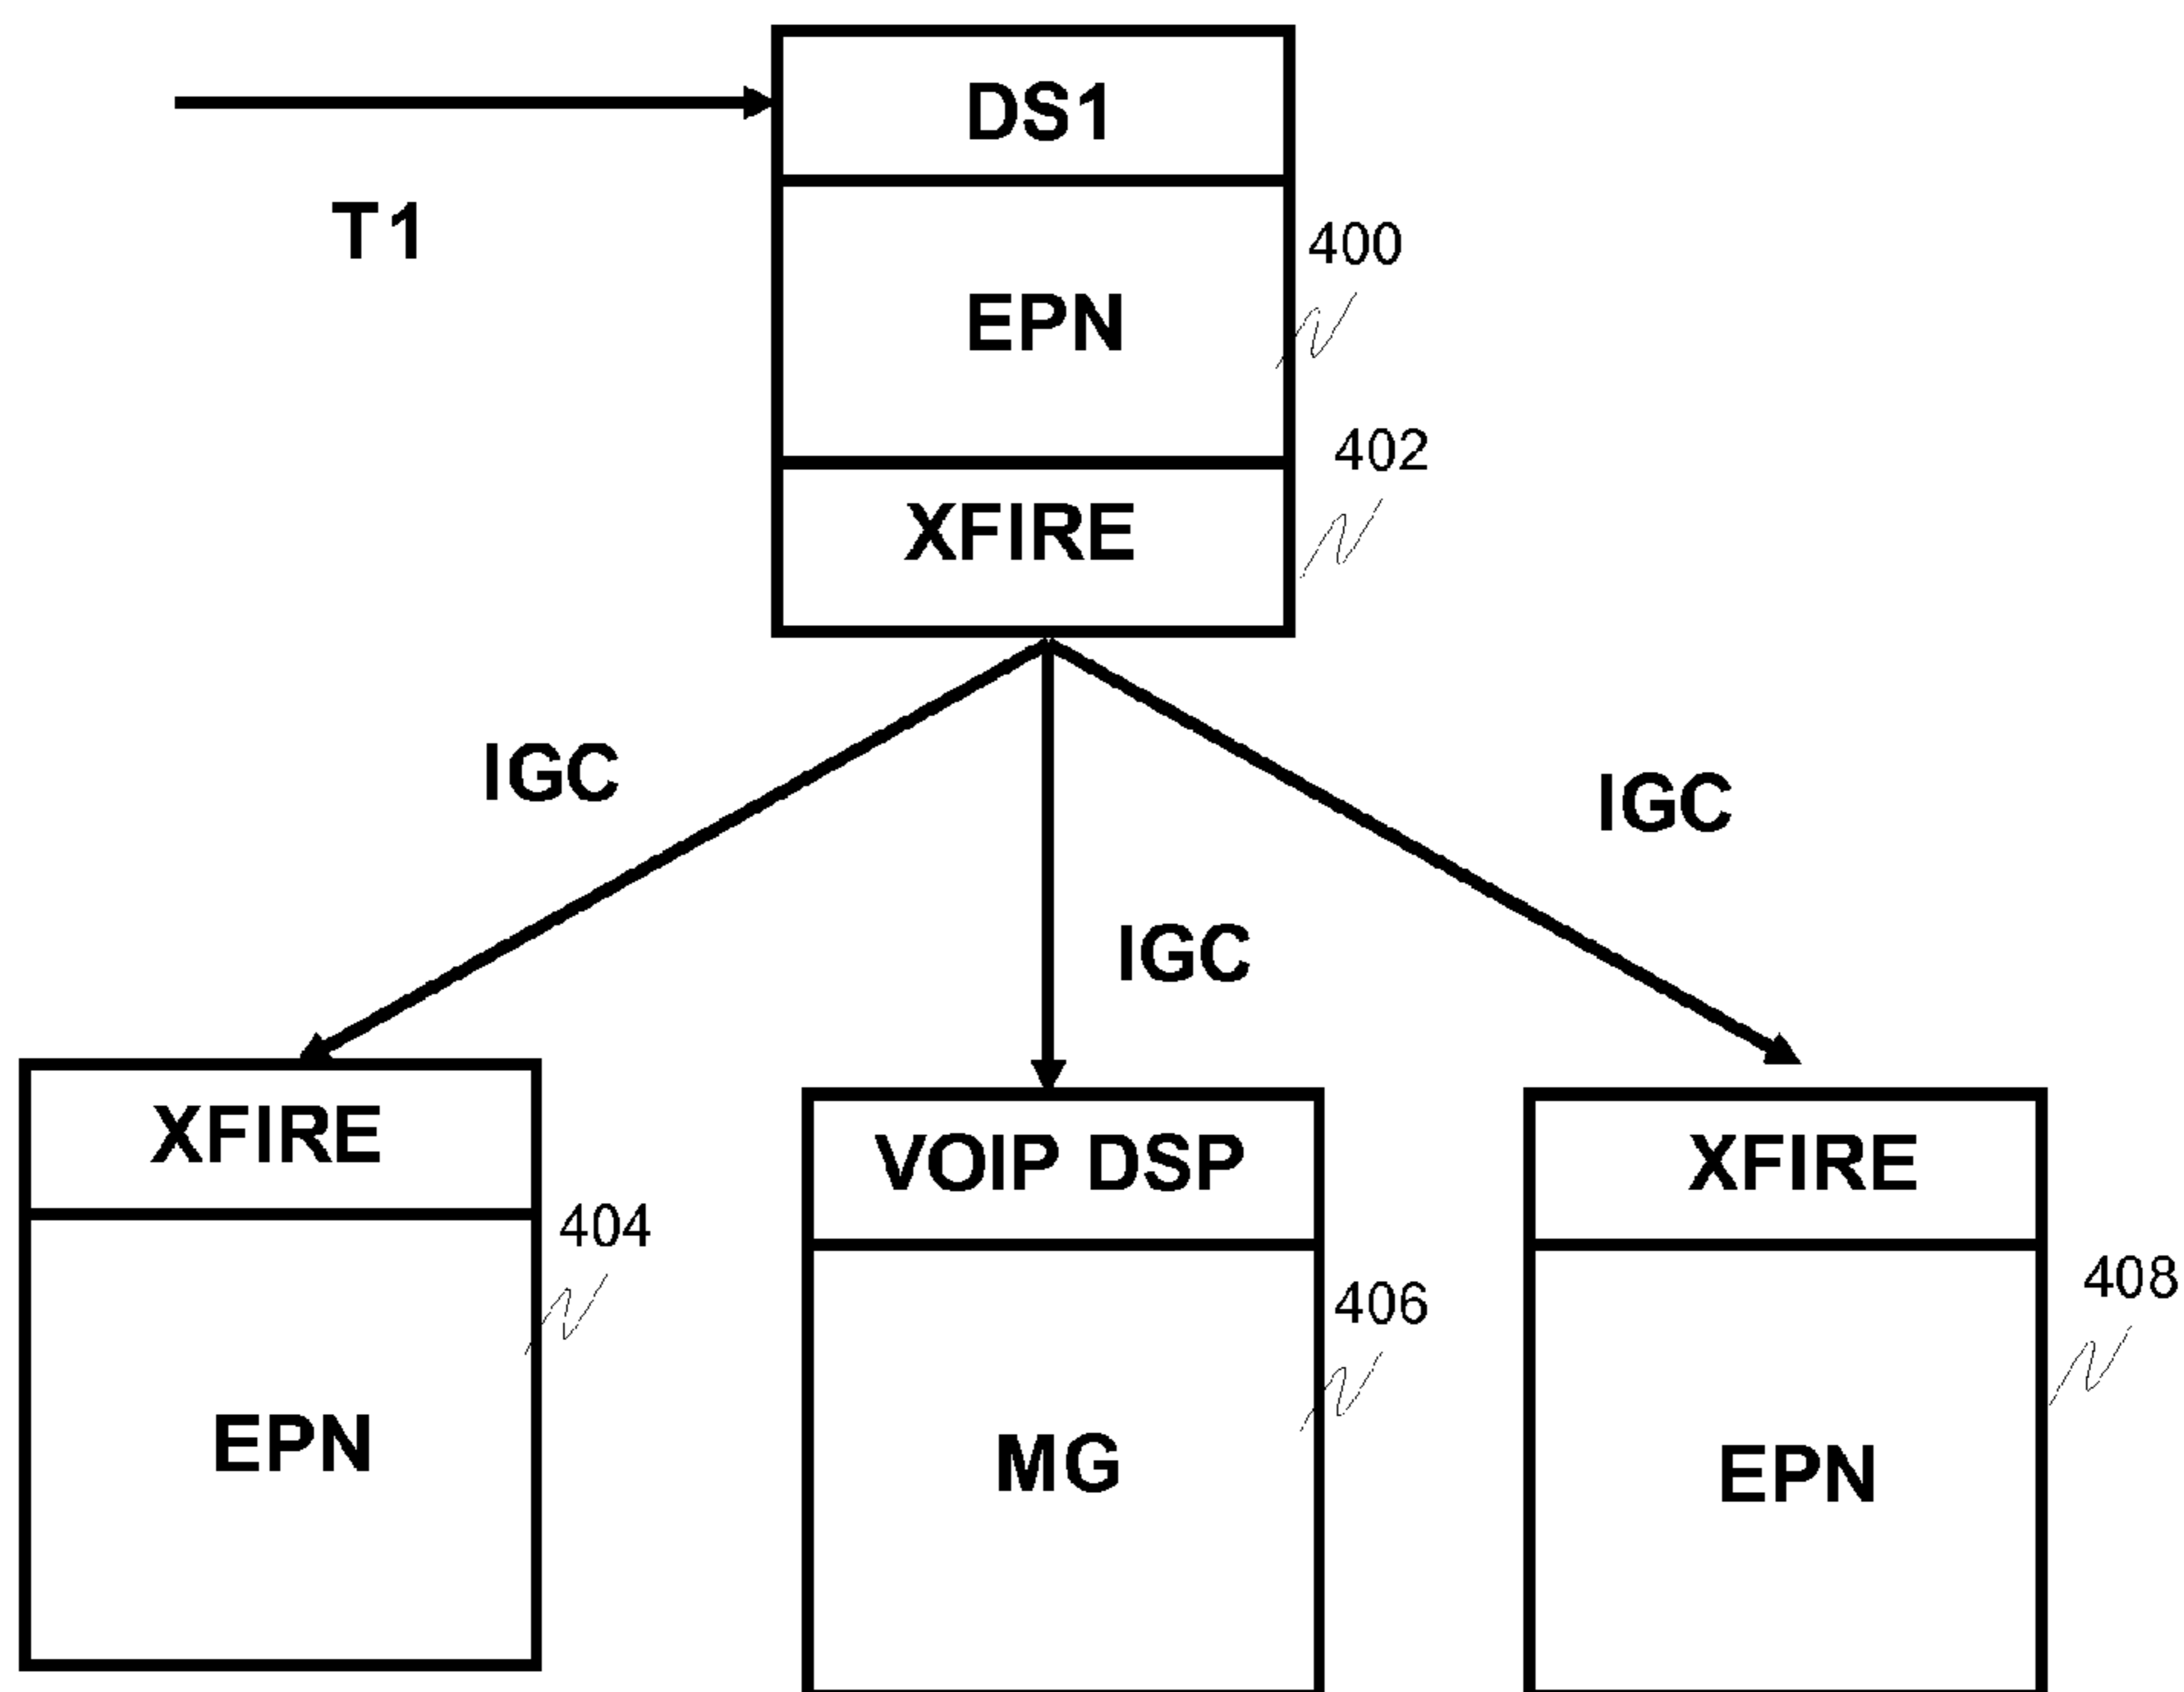 DS1
T1
400
EPN
402
XFIRE
IGC
IGC
IGC
XFIRE
VOIP DSP
XFIRE
404
406
408
EPN
MG
EPN